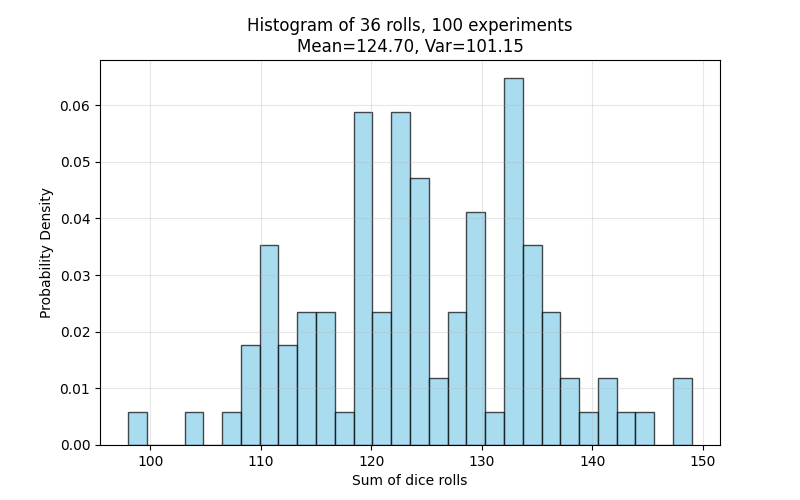 Histogram of 36 rolls, 100 experiments
Mean=124.70, Var=101.15
0.06
0.05
0.04
0.03
0.02
0.01
0.00
Probability Density
100 110 120 130 140 150
Sum of dice rolls